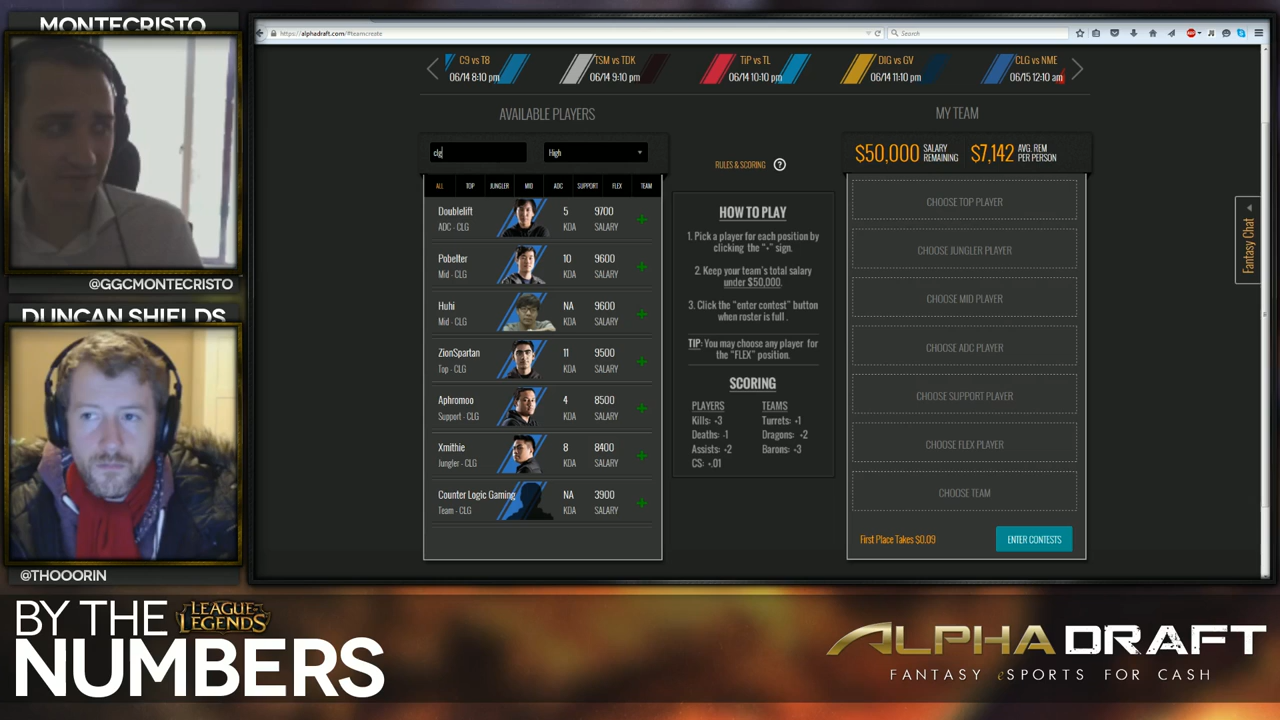 MONTECRISTO
@GGCMONTECRISTO
DUNCAN SHIELDS
@THOOORIN
https://alphadraft.com/#teamcreate
Search
C9 vs T8
06/14 8:10 pm
TSM vs TDK
06/14 9:10 pm
TiP vs TL
06/14 10:10 pm
DIG vs GV
06/14 11:10 pm
CLG vs NME
06/15 12:10 am
AVAILABLE PLAYERS
clg
High
ALL TOP JUNGLER MID ADC SUPPORT FLEX TEAM
Doublelift 5 9700
ADC - CLG KDA SALARY
Pobelter 10 9600
Mid - CLG KDA SALARY
Huhi NA 9600
Mid - CLG KDA SALARY
ZionSpartan 11 9500
Top - CLG KDA SALARY
Aphromoo 4 8500
Support - CLG KDA SALARY
Xmithie 8 8400
Jungler - CLG KDA SALARY
Counter Logic Gaming NA 3900
Team - CLG KDA SALARY
RULES & SCORING ?
HOW TO PLAY
1. Pick a player for each position by
clicking the "+" sign.
2. Keep your team's total salary
under $50,000.
3. Click the "enter contest" button
when roster is full .
TIP: You may choose any player for
the "FLEX" position.
SCORING
PLAYERS TEAMS
Kills: +3 Turrets: +1
Deaths: -1 Dragons: +2
Assists: +2 Barons: +3
CS: +.01
MY TEAM
$50,000 SALARY REMAINING $7,142 AVG. REM PER PERSON
CHOOSE TOP PLAYER
CHOOSE JUNGLER PLAYER
CHOOSE MID PLAYER
CHOOSE ADC PLAYER
CHOOSE SUPPORT PLAYER
CHOOSE FLEX PLAYER
CHOOSE TEAM
First Place Takes $0.09
ENTER CONTESTS
Fantasy Chat
BY THE LEAGUE OF LEGENDS
NUMBERS
ALPHADRAFT
FANTASY eSPORTS FOR CASH